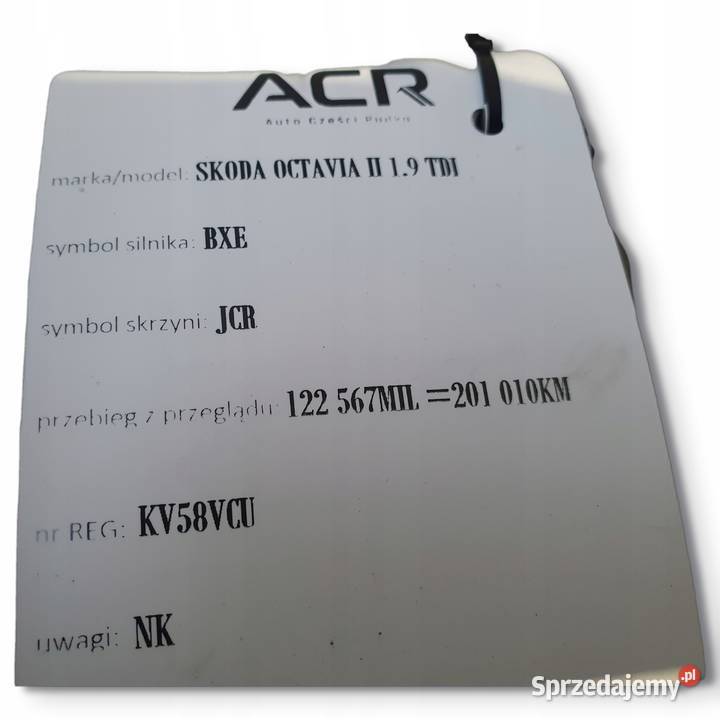 ACR
Auto Części Rudka
marka/model: SKODA OCTAVIA II 1.9 TDI
symbol silnika: BXE
symbol skrzyni: JCR
przebieg z przeglądu: 122 567MIL =201 010KM
nr REG: KV58VCU
uwagi: NK
Sprzedajemy.pl